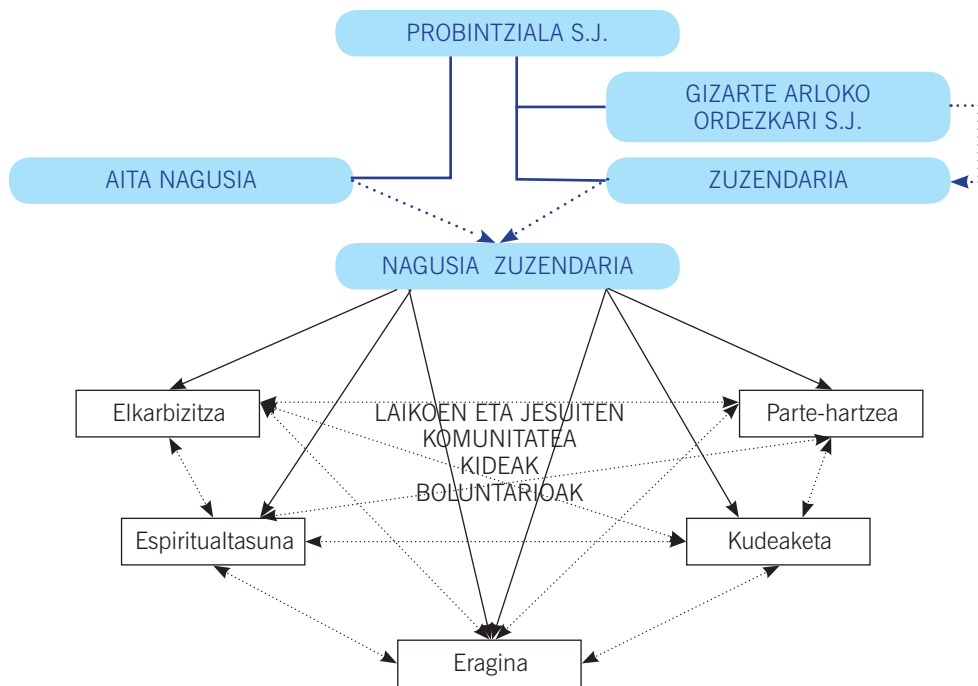 PROBINTZIALA S.J.
GIZARTE ARLOKO
ORDEZKARI S.J.
AITA NAGUSIA
ZUZENDARIA
NAGUSIA ZUZENDARIA
Elkarbizitza
LAIKOEN ETA JESUITEN
KOMUNITATEA
KIDEAK
BOLUNTARIOAK
Parte-hartzea
Espiritualtasuna
Kudeaketa
Eragina